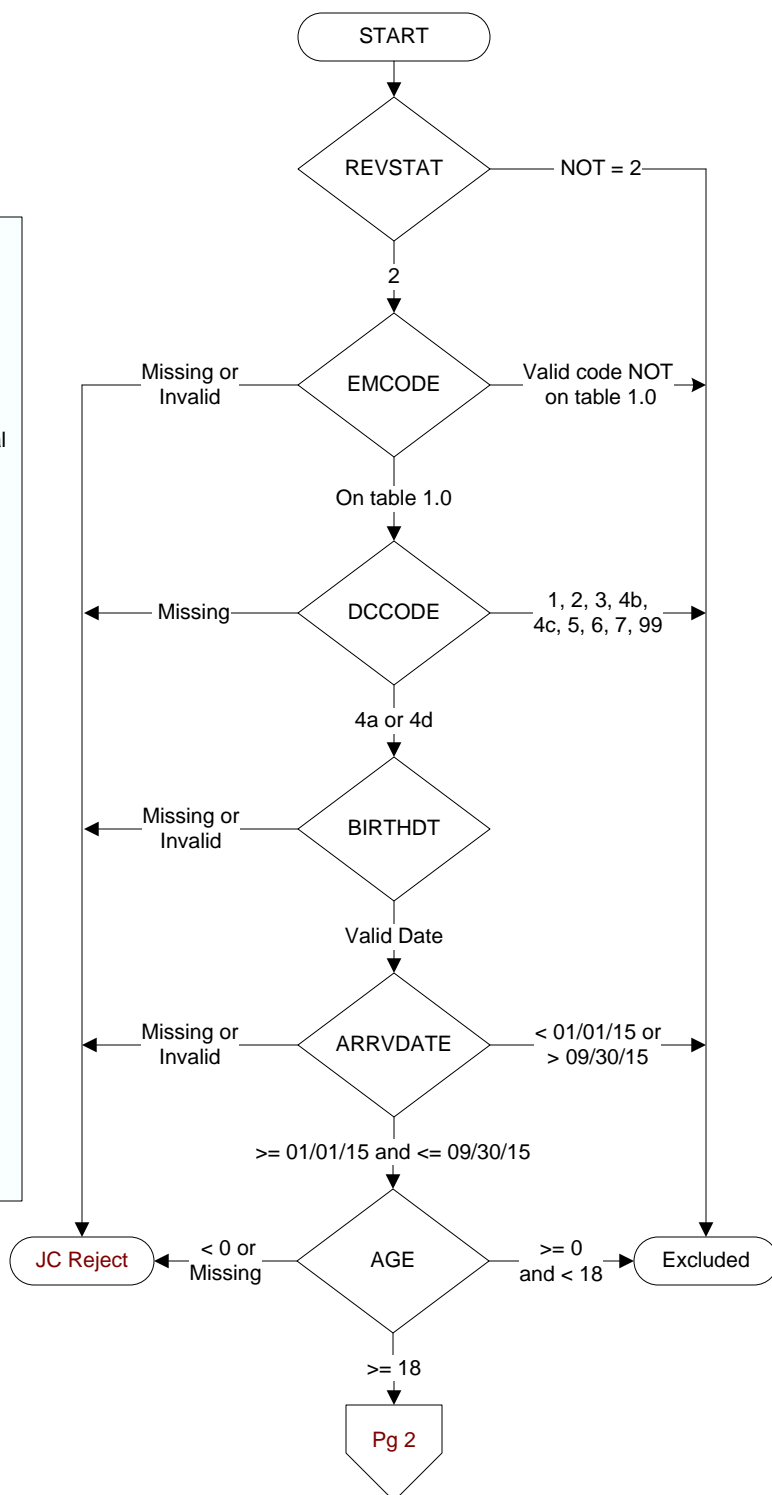 START
REVSTAT
NOT = 2
2
Missing or
Invalid
EMCODE
Valid code NOT
on table 1.0
al
On table 1.0
Missing
DCCODE
1, 2, 3, 4b,
4c, 5, 6, 7, 99
4a or 4d
Missing or
Invalid
BIRTHDT
Valid Date
Missing or
Invalid
ARRVDATE
< 01/01/15 or
> 09/30/15
>= 01/01/15 and <= 09/30/15
JC Reject
< 0 or
Missing
AGE
>= 0
and < 18
Excluded
>= 18
Pg 2